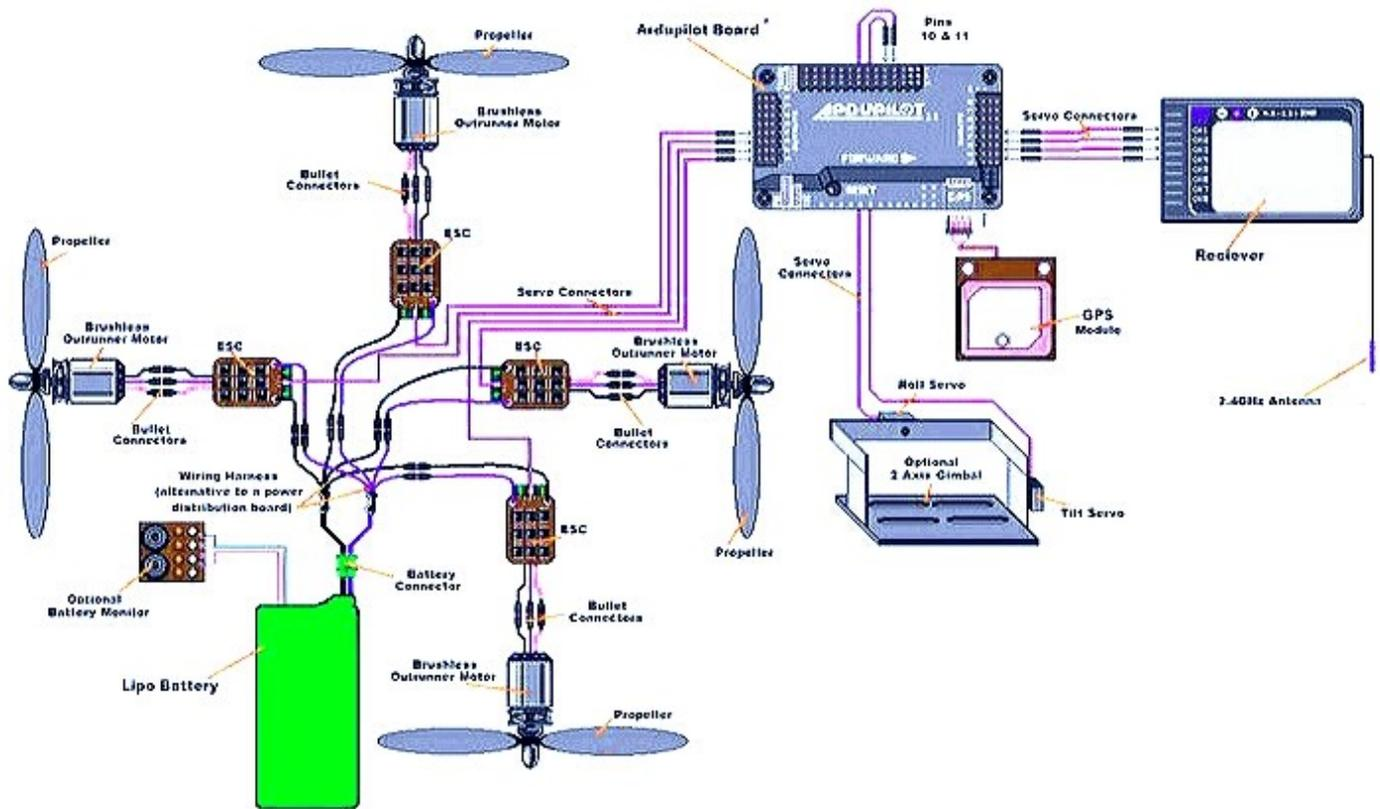 Propeller
Brushless
Outrunner Motor
Bullet
Connectors
ESC
Ardupilot Board *
Pins
10 & 11
ARDUPILOT
FORWARD
RESET
GPS
Servo Connectors
Reciever
2.4GHz Antenna
Servo
Connectors
GPS
Module
Roll Servo
Optional
2 Axis Gimbal
Tilt Servo
Propeller
Brushless
Outrunner Motor
ESC
Bullet
Connectors
Servo Connectors
ESC
Brushless
Outrunner Motor
Bullet
Connectors
Propeller
Wiring Harness
(alternative to a power
distribution board)
ESC
Optional
Battery Monitor
Battery
Connector
Lipo Battery
Bullet
Connectors
Brushless
Outrunner Motor
Propeller